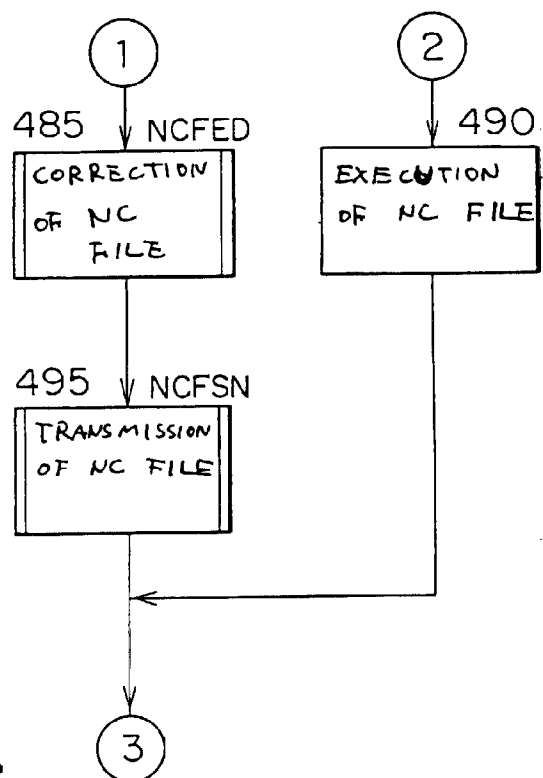 1
2
485 NCFED
490
CORRECTION
OF NC
FILE
EXECUTION
OF NC FILE
495 NCFSN
TRANSMISSION
OF NC FILE
3